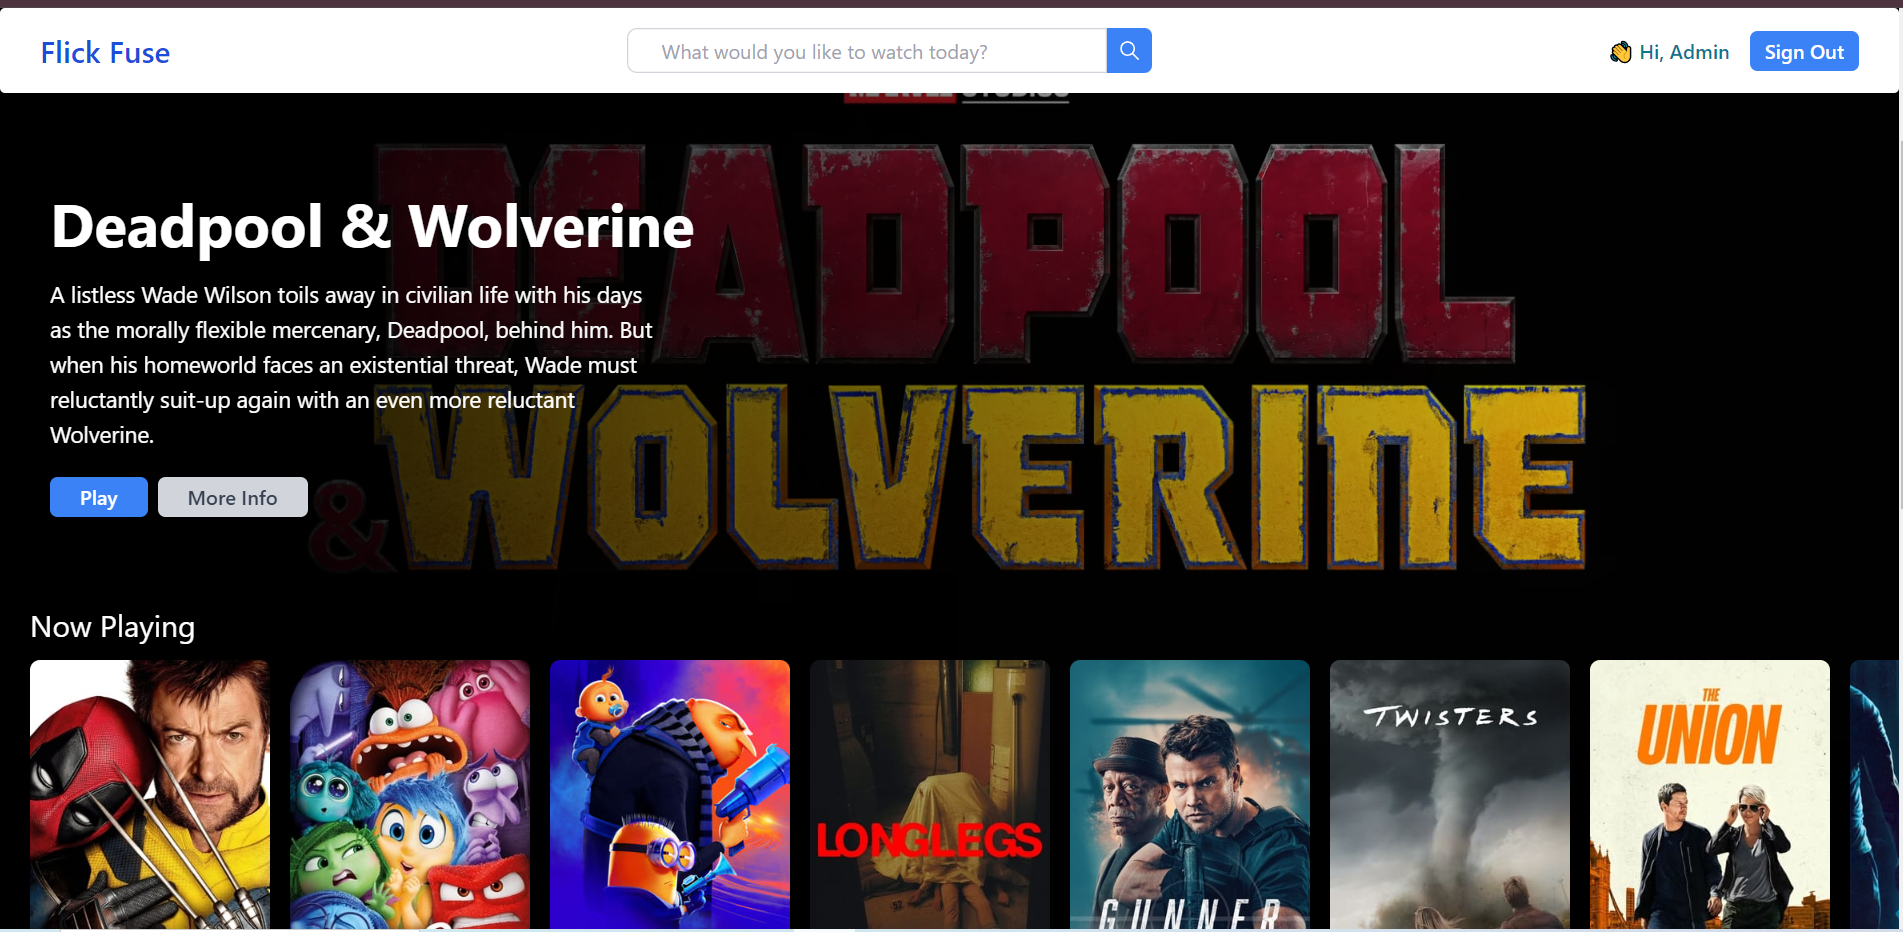 Flick Fuse
What would you like to watch today?
👋 Hi, Admin
Sign Out
MARVEL STUDIOS
DEADPOOL
& WOLVERINE
Deadpool & Wolverine
A listless Wade Wilson toils away in civilian life with his days
as the morally flexible mercenary, Deadpool, behind him. But
when his homeworld faces an existential threat, Wade must
reluctantly suit-up again with an even more reluctant
Wolverine.
Play
More Info
Now Playing
LONGLEGS
GUNNER
TWISTERS
THE
UNION